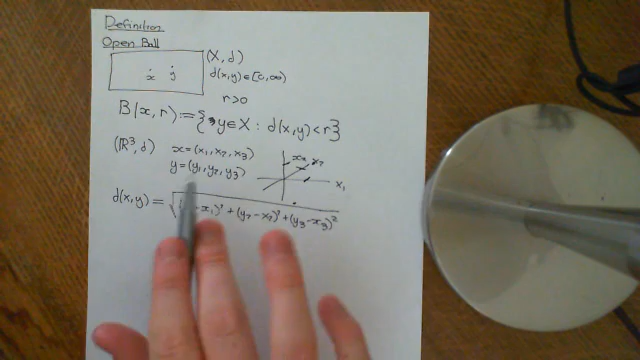 Definition
Open Ball
(X, d)
x y
d(x,y) ∈ [0, ∞)
r>0
B(x,r) := { y ∈ X : d(x,y) < r }
(ℝ³, d) x = (x₁, x₂, x₃)
y = (y₁, y₂, y₃)
x₁
d(x,y) = √ - x₁)² + (y₂ - x₂)² + (y₃ - x₃)²